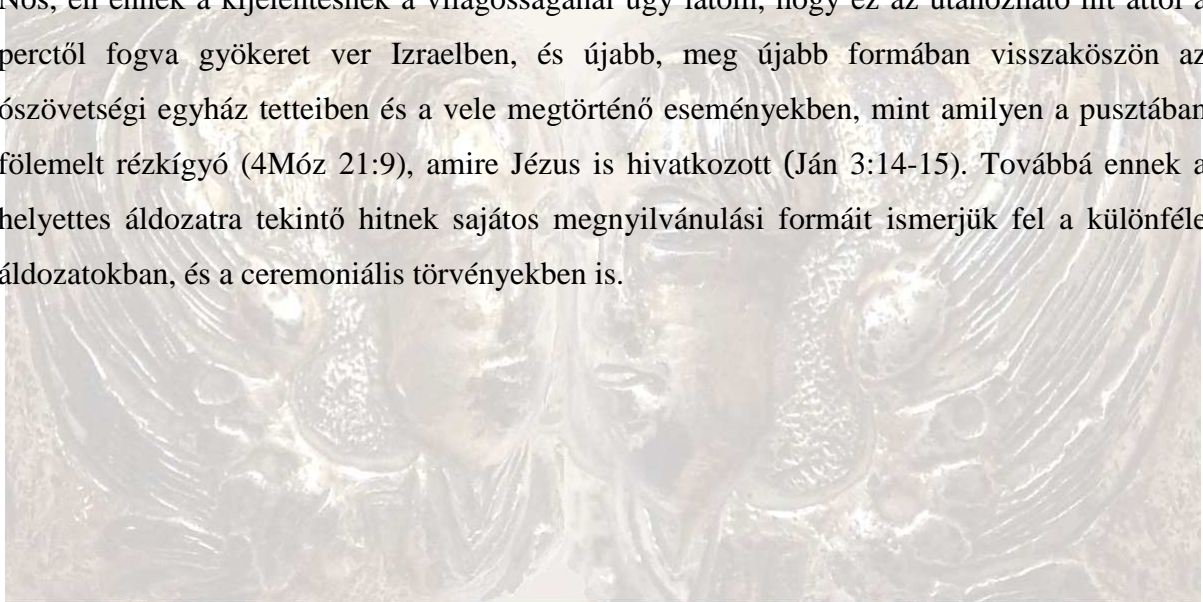 Nos, én ennek a kijelentésnek a világosságánál úgy látom, hogy ez az utánozható hit attól a
perctől fogva gyökeret ver Izraelben, és újabb, meg újabb formában visszaköszön az
ószövetségi egyház tetteiben és a vele megtörténő eseményekben, mint amilyen a pusztában
fölemelt rézkígyó (4Móz 21:9), amire Jézus is hivatkozott (Ján 3:14-15). Továbbá ennek a
helyettes áldozatra tekintő hitnek sajátos megnyilvánulási formáit ismerjük fel a különféle
áldozatokban, és a ceremoniális törvényekben is.